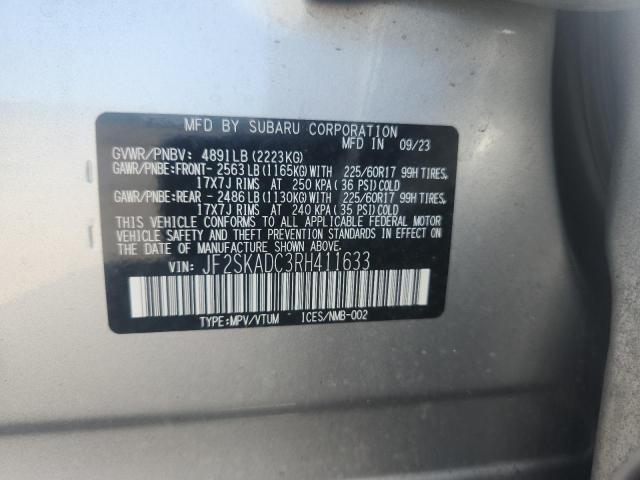 MFD BY SUBARU CORPORATION
MFD IN 09/23
GVWR/PNBV: 4891LB(2223KG)
GAWR/PNBE:FRONT- 2563LB(1165KG)WITH 225/60R17 99H TIRES,
17X7J RIMS AT 250 KPA(36 PSI)COLD
GAWR/PNBE:REAR - 2486LB(1130KG)WITH 225/60R17 99H TIRES,
17X7J RIMS AT 240 KPA(35 PSI)COLD
THIS VEHICLE CONFORMS TO ALL APPLICABLE FEDERAL MOTOR
VEHICLE SAFETY AND THEFT PREVENTION STANDARDS IN EFFECT ON
THE DATE OF MANUFACTURE SHOWN ABOVE.
VIN: JF2SKADC3RH411633
TYPE:MPV/VTUM ICES/NMB-002